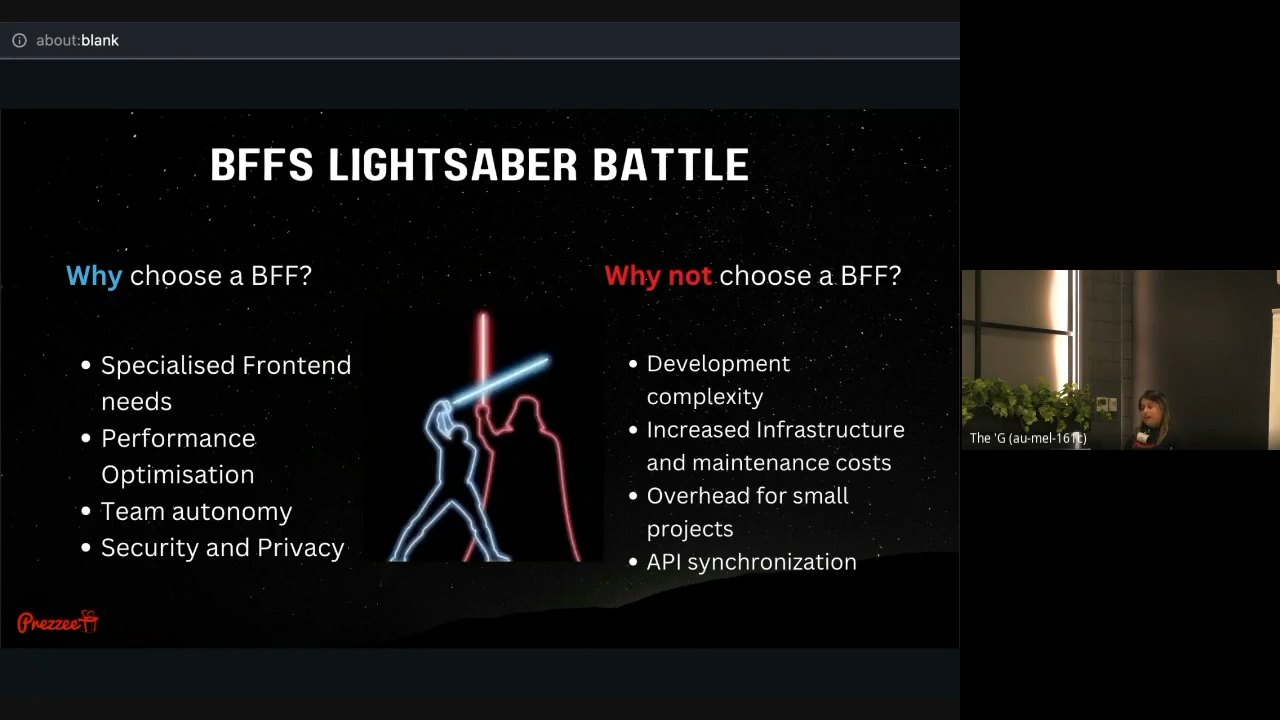 about:blank
BFFS LIGHTSABER BATTLE
Why choose a BFF?
Specialised Frontend
needs
Performance
Optimisation
Team autonomy
Security and Privacy
Why not choose a BFF?
Development
complexity
Increased Infrastructure
and maintenance costs
Overhead for small
projects
API synchronization
Prezzee
The 'G (au-mel-161c)